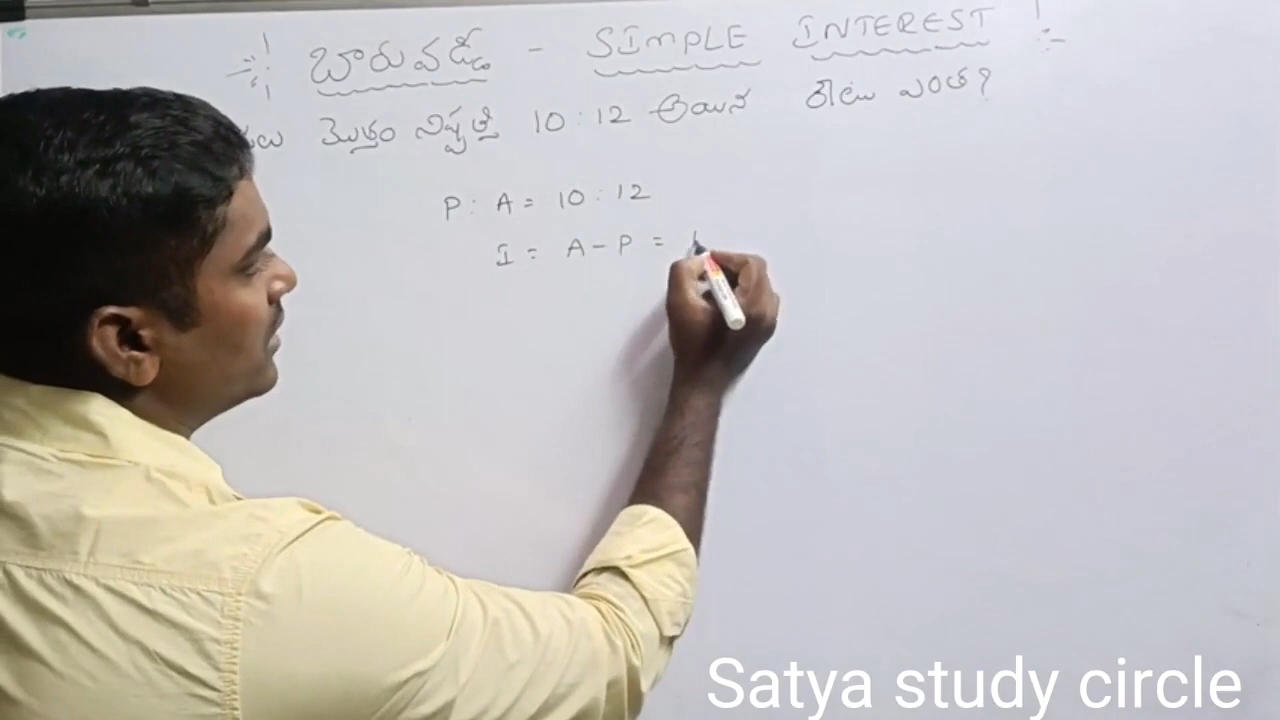 బారువడ్డీ - SIMPLE INTEREST
మొత్తం నిష్పత్తి 10:12 అయిన కాలం ఎంత?
P: A = 10:12
I = A - P =
Satya study circle